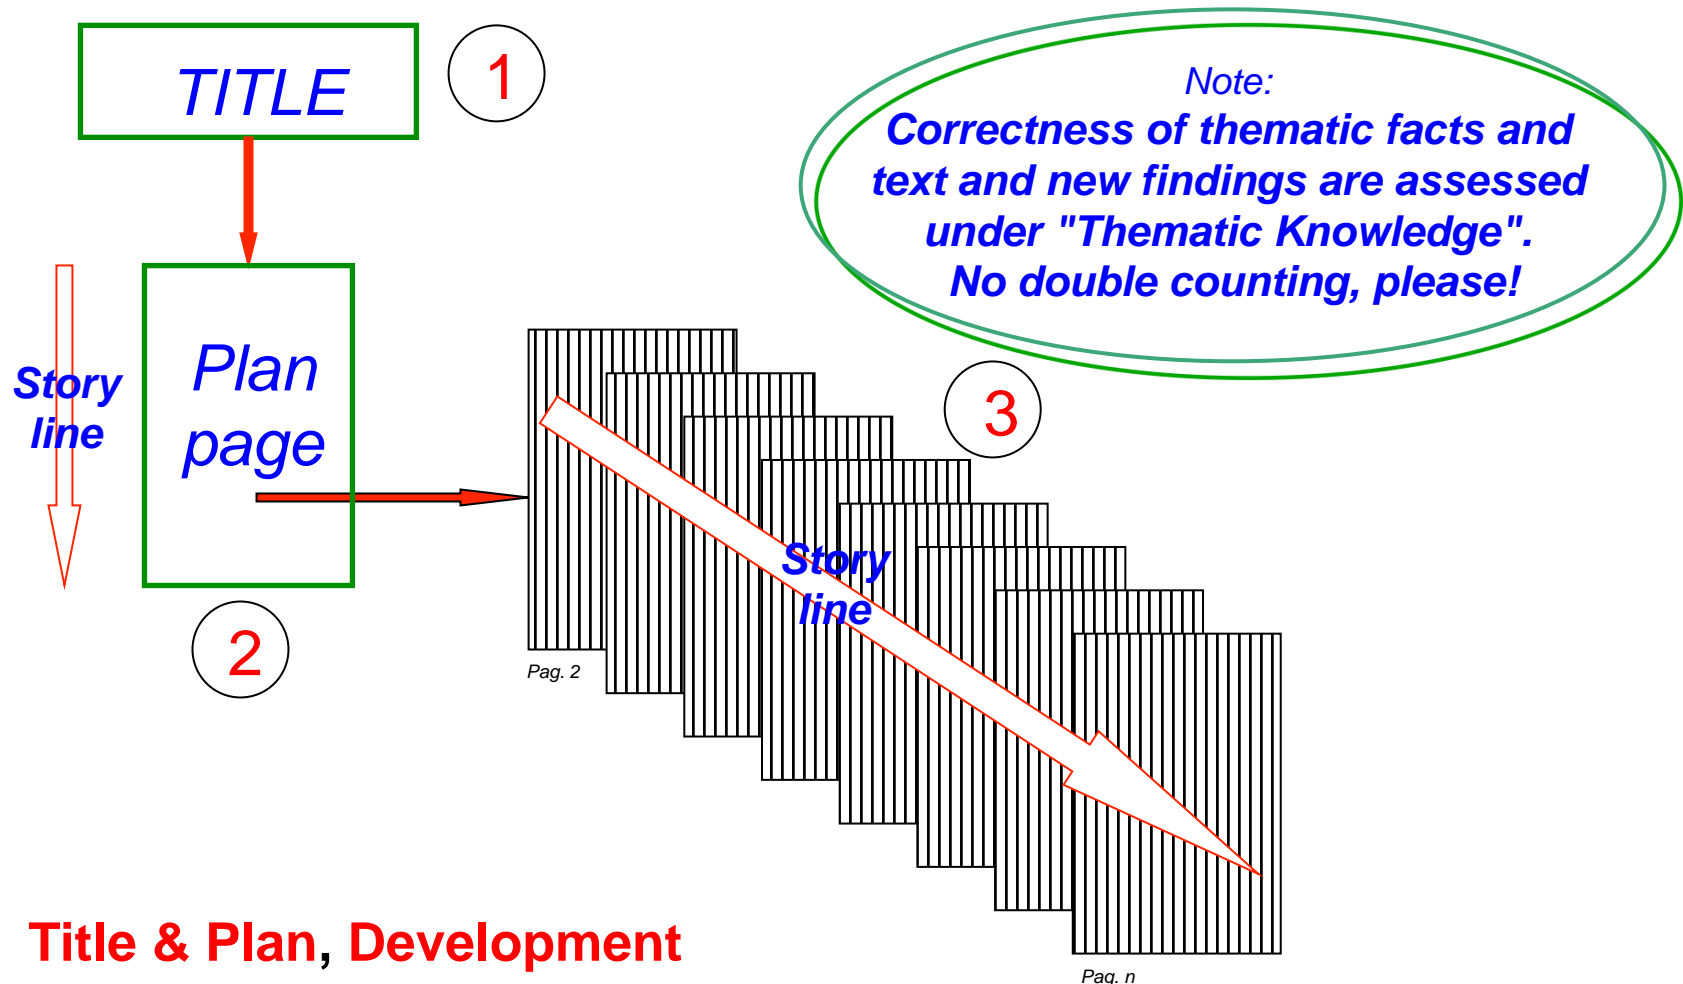 TITLE
1
Note:
Correctness of thematic facts and
text and new findings are assessed
under "Thematic Knowledge".
No double counting, please!
Story
line
Plan
page
2
3
Story
line
Pag. 2
Pag. n
Title & Plan, Development